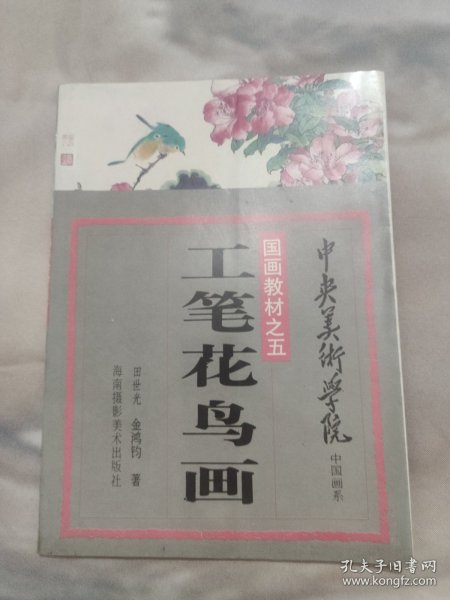 中央美術学院
中国画系
国画教材之五
工笔花鸟画
田世光 金鸿钧 著
海南摄影美术出版社
孔夫子旧书网
www.kongfz.com